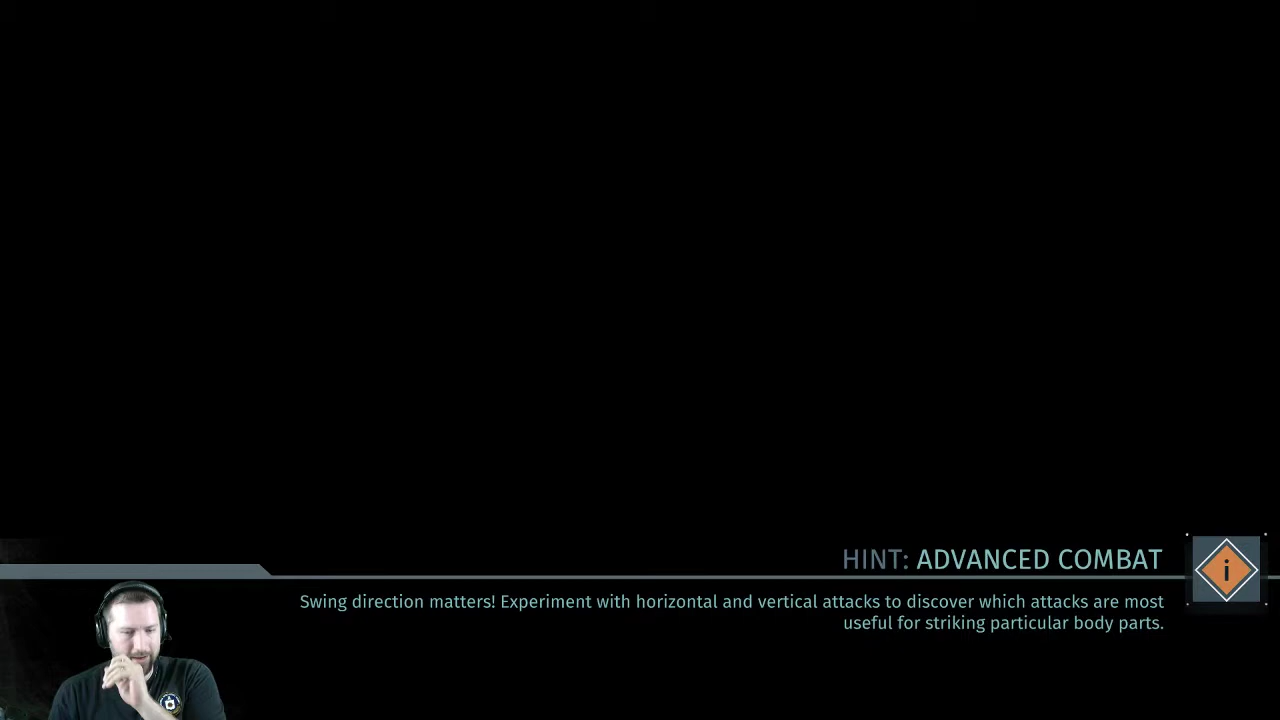 HINT: ADVANCED COMBAT
Swing direction matters! Experiment with horizontal and vertical attacks to discover which attacks are most
useful for striking particular body parts.